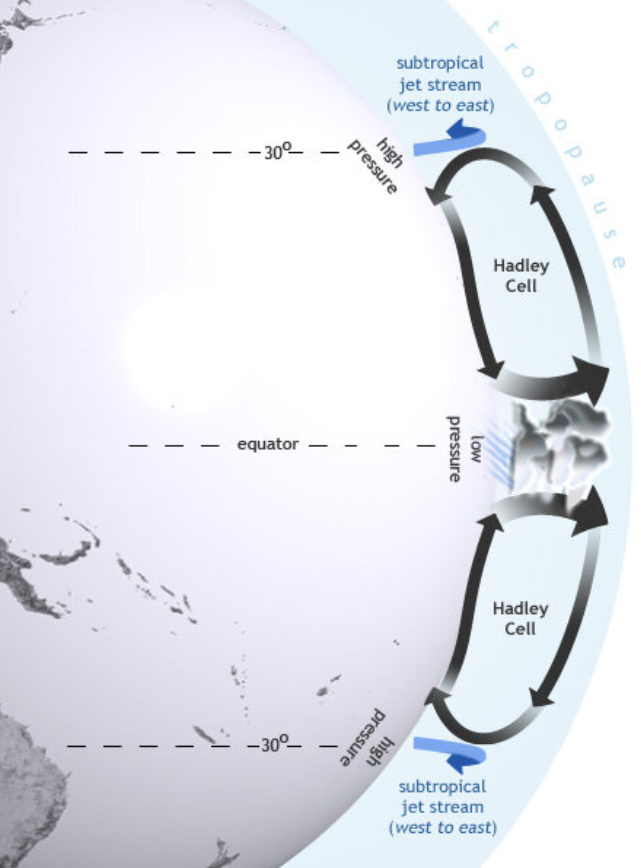 tropopause
subtropical
jet stream
(west to east)
30°
high
pressure
Hadley
Cell
equator
low
pressure
Hadley
Cell
30°
high
pressure
subtropical
jet stream
(west to east)